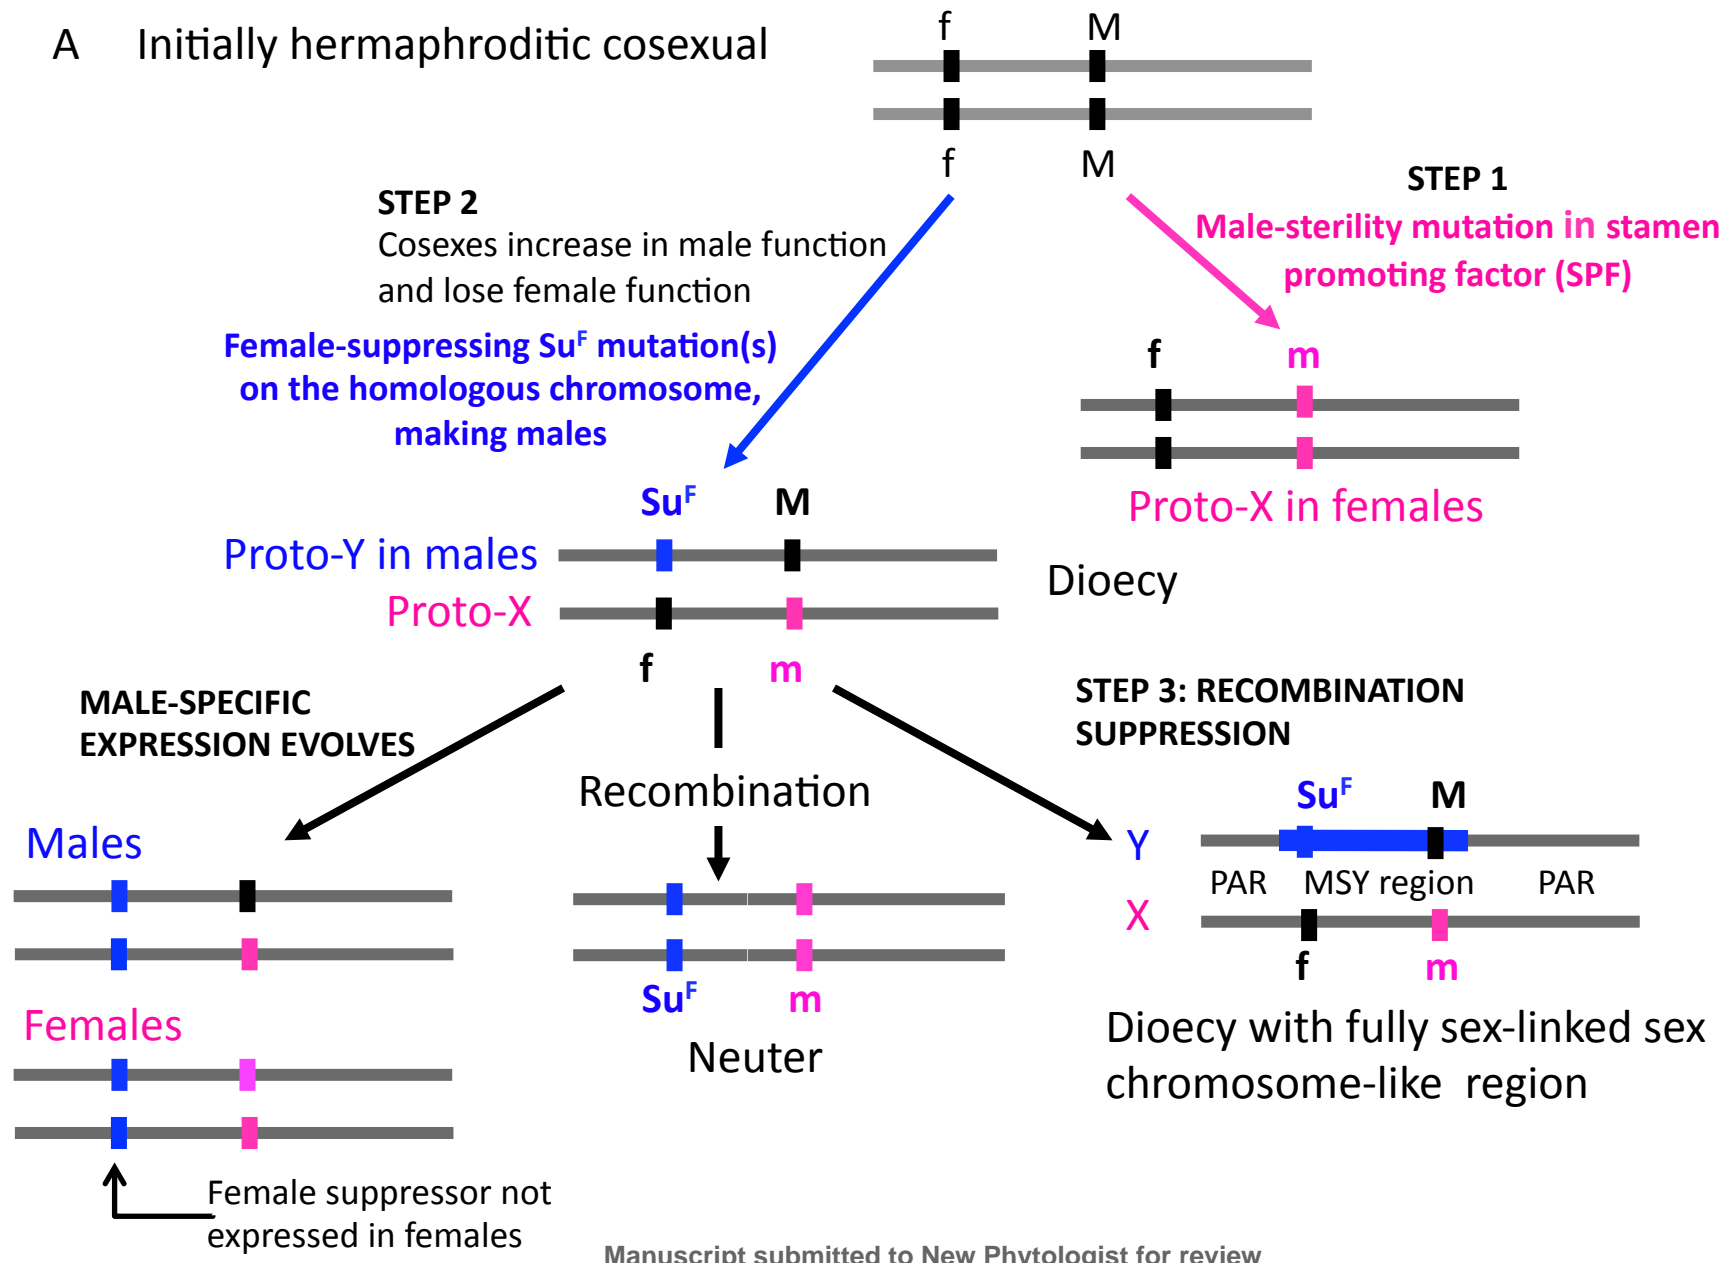 A Initially hermaphroditic cosexual
f M
f M
STEP 1
Male-sterility mutation in stamen
promoting factor (SPF)
f m
Proto-X in females
STEP 2
Cosexes increase in male function
and lose female function
Female-suppressing Suᶠ mutation(s)
on the homologous chromosome,
making males
Suᶠ M
Proto-Y in males
Proto-X
f m
Dioecy
MALE-SPECIFIC
EXPRESSION EVOLVES
Males
Females
Female suppressor not
expressed in females
Recombination
Suᶠ m
Neuter
STEP 3: RECOMBINATION
SUPPRESSION
Suᶠ M
Y
PAR MSY region PAR
X
f m
Dioecy with fully sex-linked sex
chromosome-like region
Manuscript submitted to New Phytologist for review